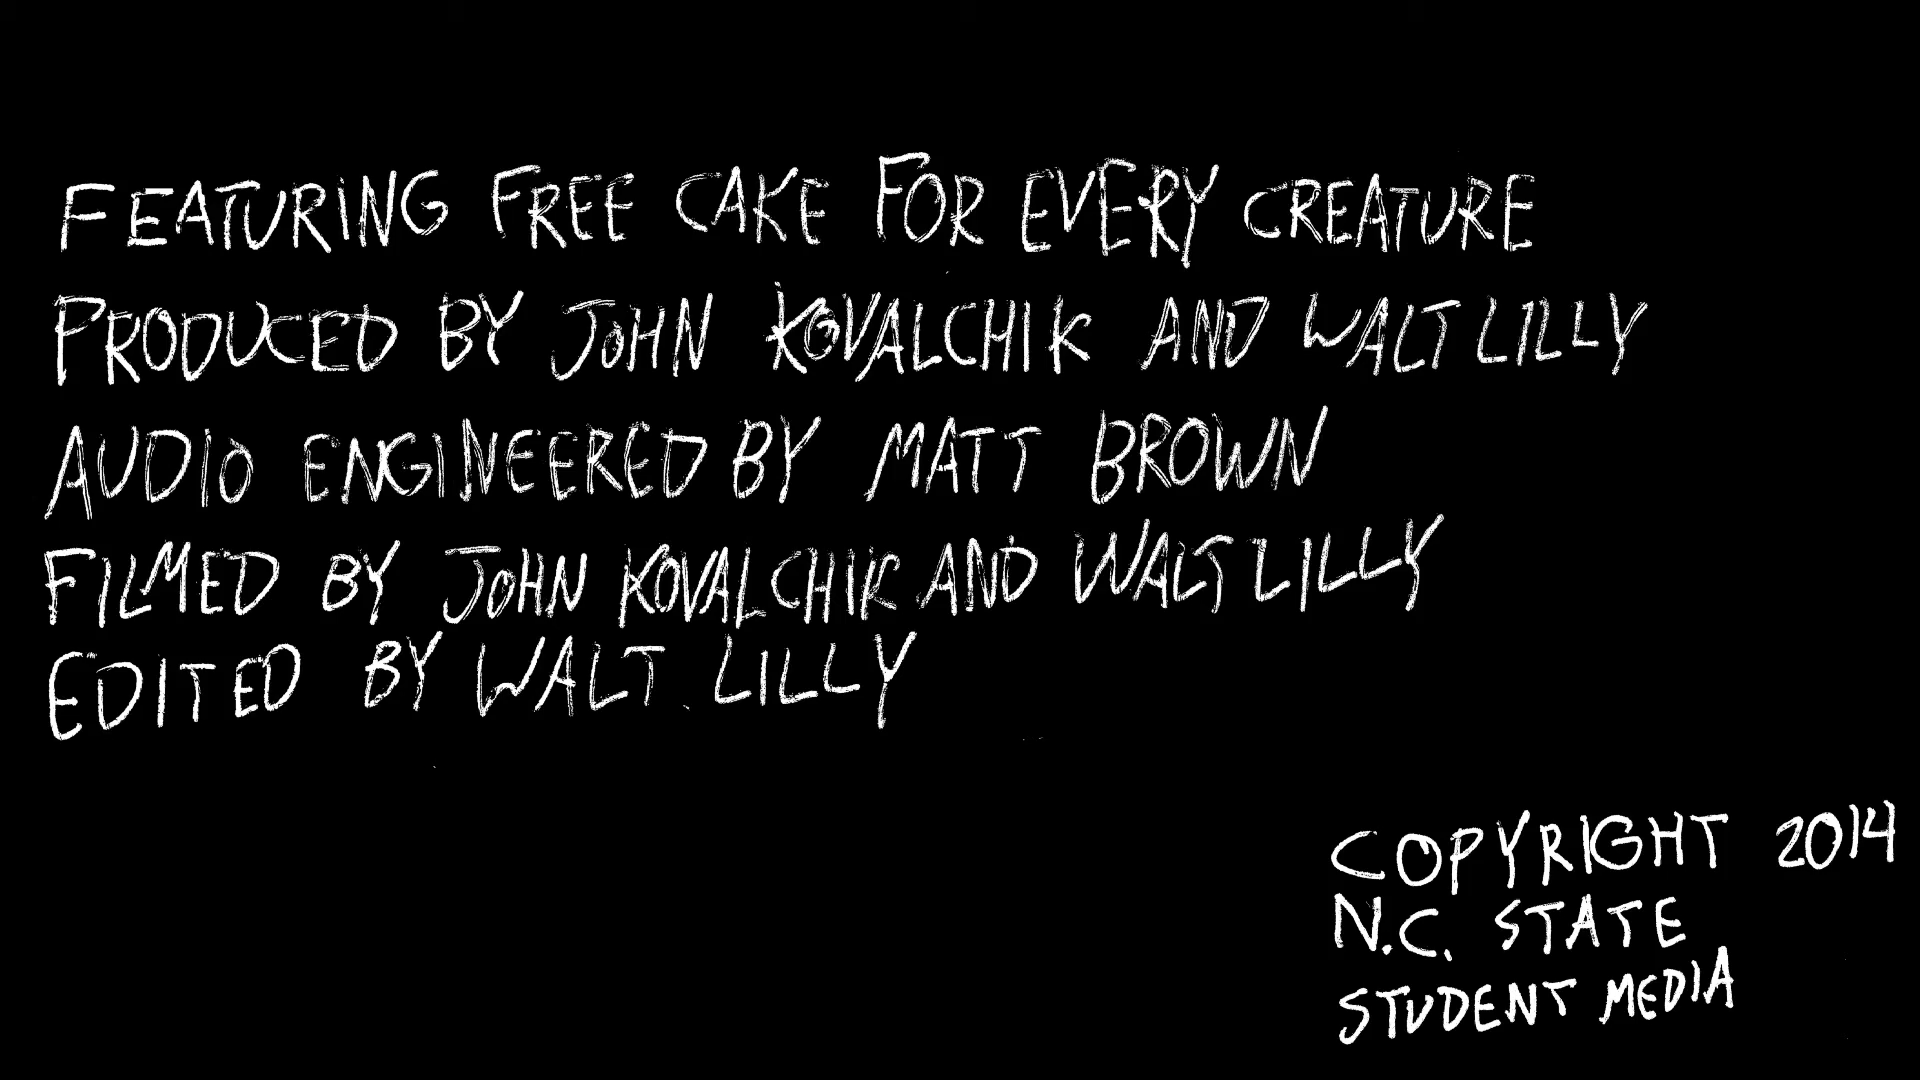 FEATURING FREE CAKE FOR EVERY CREATURE
PRODUCED BY JOHN KOVALCHIK AND WALT LILLY
AUDIO ENGINEERED BY MATT BROWN
FILMED BY JOHN KOVALCHIK AND WALT LILLY
EDITED BY WALT LILLY
COPYRIGHT 2014
N.C. STATE
STUDENT MEDIA